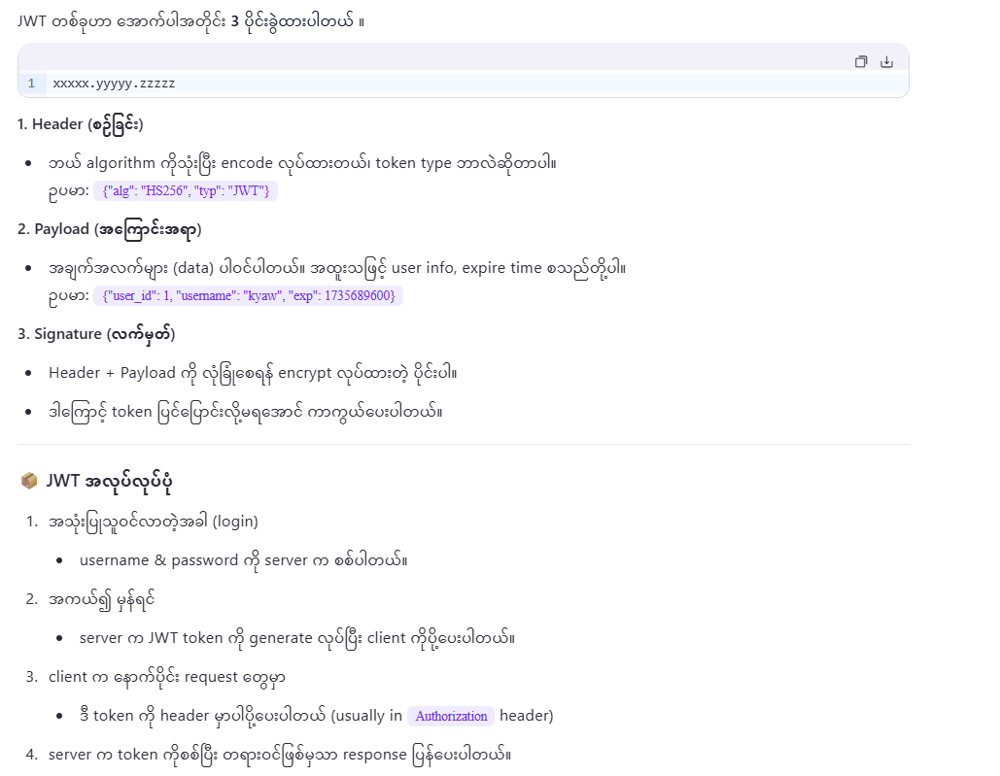 JWT တစ်ခုဟာ အောက်ပါအတိုင်း 3 ပိုင်းခွဲထားပါတယ် ။
1 xxxxx.yyyyy.zzzzz
1. Header (စဉ်ခြင်း)
• ဘယ် algorithm ကိုသုံးပြီး encode လုပ်ထားတယ်၊ token type ဘာလဲဆိုတာပါ။
ဥပမာ: {"alg": "HS256", "typ": "JWT"}
2. Payload (အကြောင်းအရာ)
• အချက်အလက်များ (data) ပါဝင်ပါတယ်။ အထူးသဖြင့် user info, expire time စသည်တို့ပါ။
ဥပမာ: {"user_id": 1, "username": "kyaw", "exp": 1735689600}
3. Signature (လက်မှတ်)
• Header + Payload ကို လုံခြုံစေရန် encrypt လုပ်ထားတဲ့ ပိုင်းပါ။
• ဒါကြောင့် token ပြင်ပြောင်းလို့မရအောင် ကာကွယ်ပေးပါတယ်။
📦 JWT အလုပ်လုပ်ပုံ
1. အသုံးပြုသူဝင်လာတဲ့အခါ (login)
• username & password ကို server က စစ်ပါတယ်။
2. အကယ်၍ မှန်ရင်
• server က JWT token ကို generate လုပ်ပြီး client ကိုပို့ပေးပါတယ်။
3. client က နောက်ပိုင်း request တွေမှာ
• ဒီ token ကို header မှာပါပို့ပေးပါတယ် (usually in Authorization header)
4. server က token ကိုစစ်ပြီး တရားဝင်ဖြစ်မှသာ response ပြန်ပေးပါတယ်။